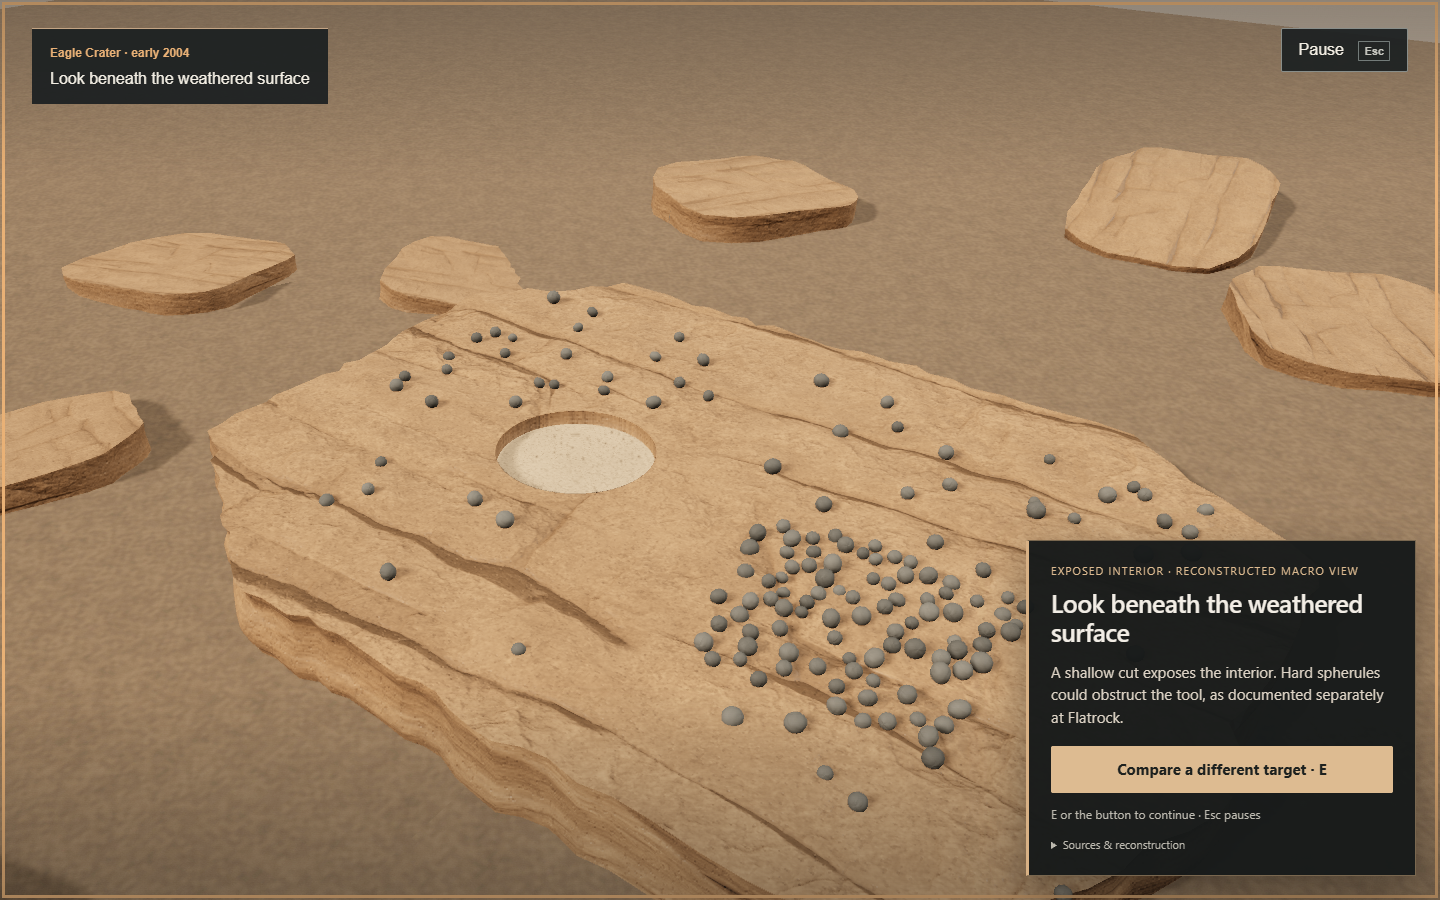 Eagle Crater · early 2004
Look beneath the weathered surface
Pause Esc
EXPOSED INTERIOR · RECONSTRUCTED MACRO VIEW
Look beneath the weathered
surface
A shallow cut exposes the interior. Hard spherules
could obstruct the tool, as documented separately
at Flatrock.
Compare a different target · E
E or the button to continue · Esc pauses
Sources & reconstruction